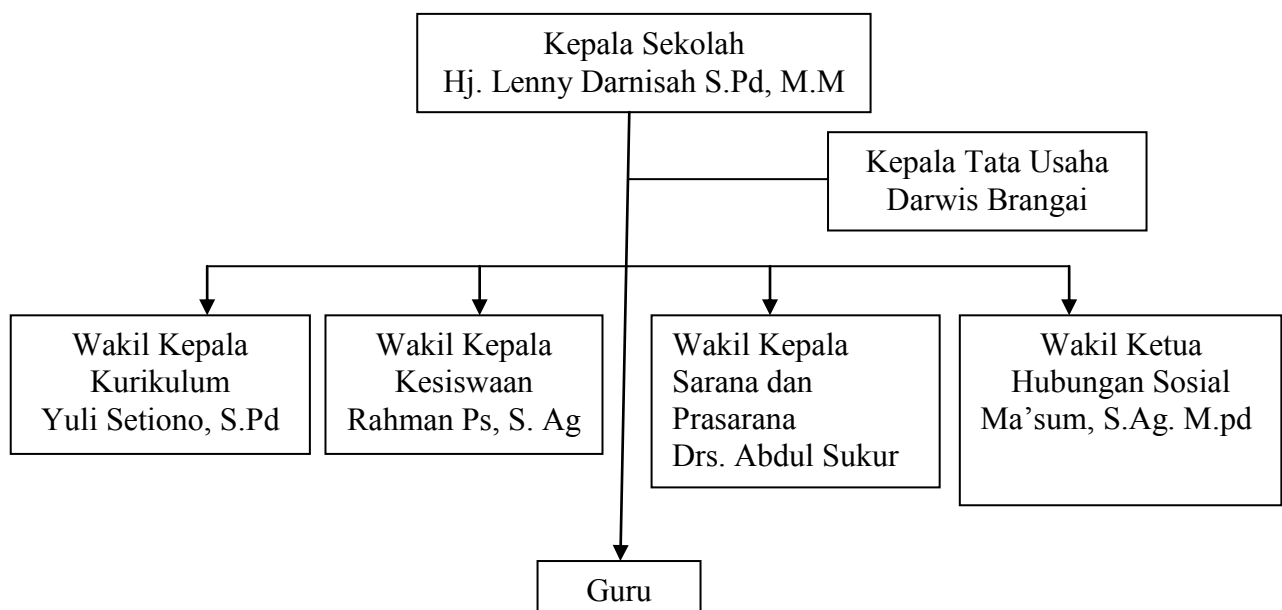 Kepala Sekolah
Hj. Lenny Darnisah S.Pd, M.M
Kepala Tata Usaha
Darwis Brangai
Wakil Kepala
Kurikulum
Yuli Setiono, S.Pd
Wakil Kepala
Kesiswaan
Rahman Ps, S. Ag
Wakil Kepala
Sarana dan
Prasarana
Drs. Abdul Sukur
Wakil Ketua
Hubungan Sosial
Ma’sum, S.Ag. M.pd
Guru